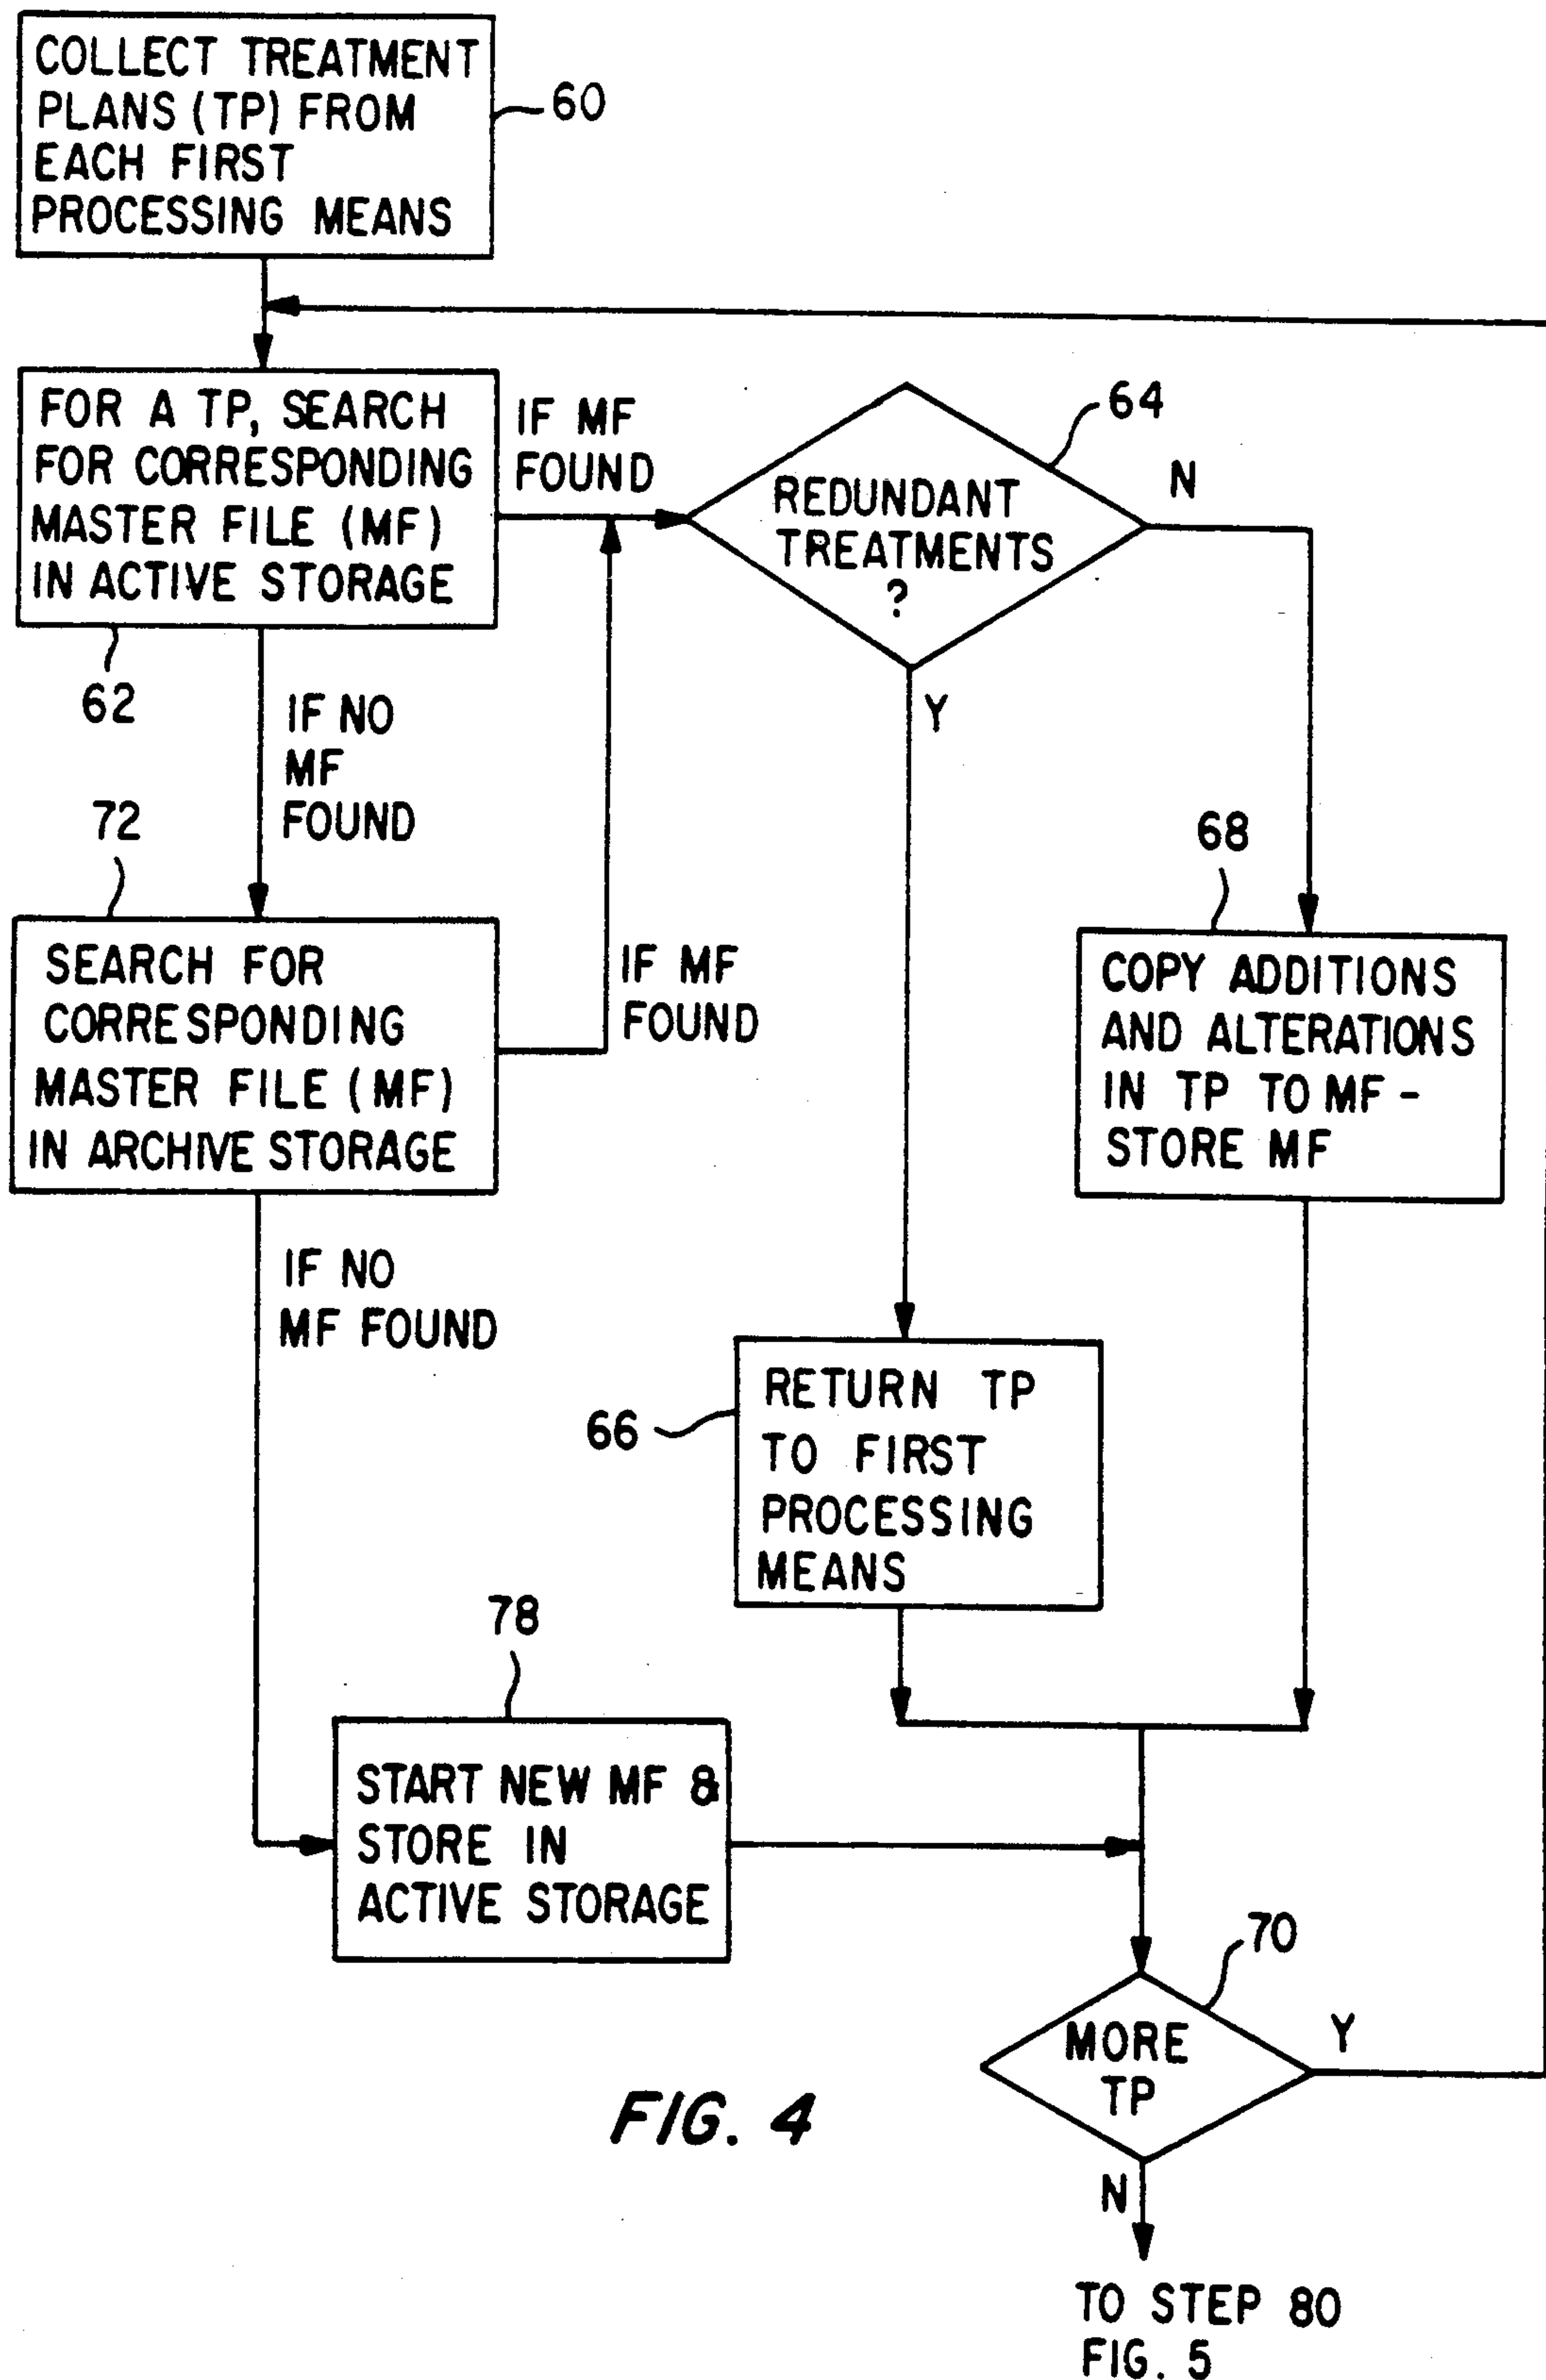 COLLECT TREATMENT
PLANS (TP) FROM
EACH FIRST
PROCESSING MEANS
60
FOR A TP, SEARCH
FOR CORRESPONDING
MASTER FILE (MF)
IN ACTIVE STORAGE
62
IF MF
FOUND
REDUNDANT
TREATMENTS
?
64
N
Y
IF NO
MF
FOUND
72
SEARCH FOR
CORRESPONDING
MASTER FILE (MF)
IN ARCHIVE STORAGE
IF MF
FOUND
68
COPY ADDITIONS
AND ALTERATIONS
IN TP TO MF -
STORE MF
IF NO
MF FOUND
66
RETURN TP
TO FIRST
PROCESSING
MEANS
78
START NEW MF &
STORE IN
ACTIVE STORAGE
70
MORE
TP
Y
N
FIG. 4
TO STEP 80
FIG. 5